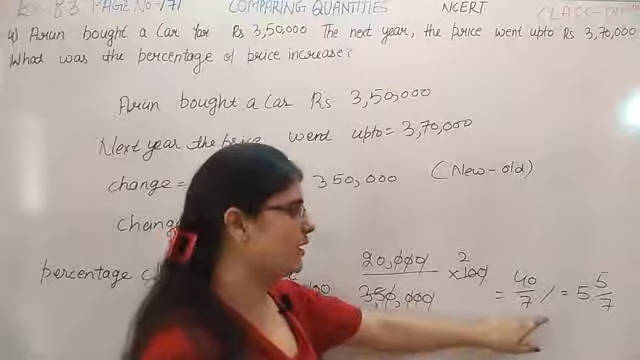 Ex- 8.3 PAGE No-171 COMPARING QUANTITIES NCERT CLASS-
4) Arun bought a Car for Rs 3,50,000 The next year, the price went upto Rs 3,70,000
What was the percentage of price increase?
Arun bought a Car Rs 3,50,000
Next year the price went upto = 3,70,000
change = 350,000 (New-old)
Chang
percentage 20,000 2
350,000 ×100 = 40/7 % = 5 5/7